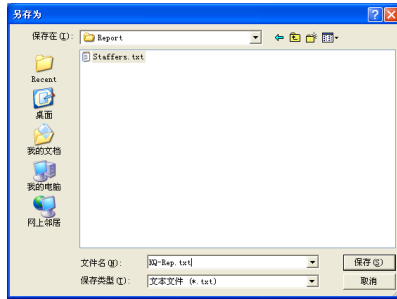 另存为
保存在(I):
Report
Staffers.txt
Recent
桌面
我的文档
我的电脑
网上邻居
文件名(N):
KQ-Rep.txt
保存(S)
保存类型(T):
文本文件 (*.txt)
取消